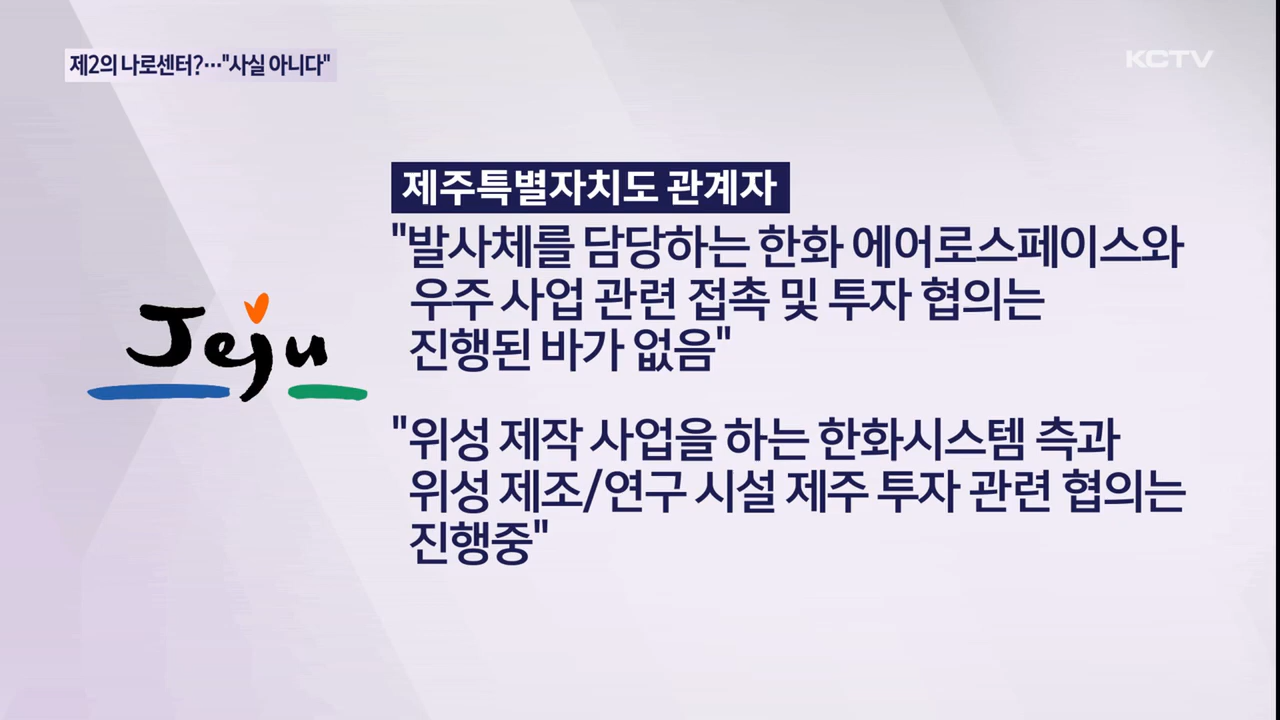 제2의 나로센터?…"사실 아니다"
KCTV
제주특별자치도 관계자
"발사체를 담당하는 한화 에어로스페이스와
우주 사업 관련 접촉 및 투자 협의는
진행된 바가 없음"
Jeju
"위성 제작 사업을 하는 한화시스템 측과
위성 제조/연구 시설 제주 투자 관련 협의는
진행중"